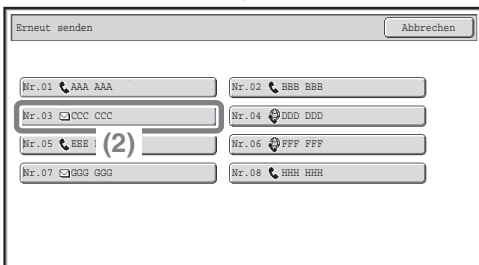 Erneut senden Abbrechen
Nr.01 AAA AAA Nr.02 BBB BBB
Nr.03 CCC CCC Nr.04 DDD DDD
Nr.05 EEE Nr.06 FFF FFF
(2)
Nr.07 GGG GGG Nr.08 HHH HHH